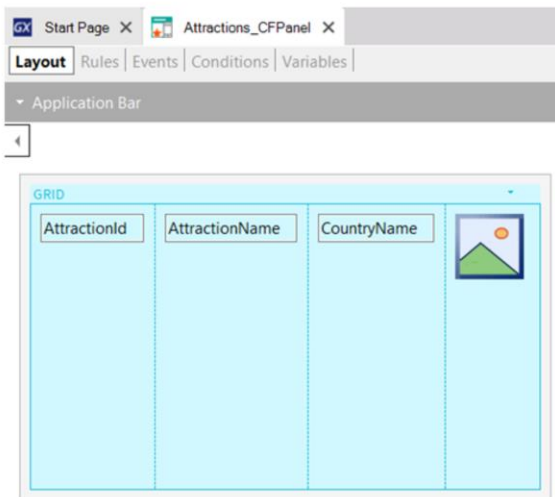 GX Start Page X Attractions_CFPanel X
Layout Rules Events Conditions Variables
Application Bar
GRID
AttractionId AttractionName CountryName